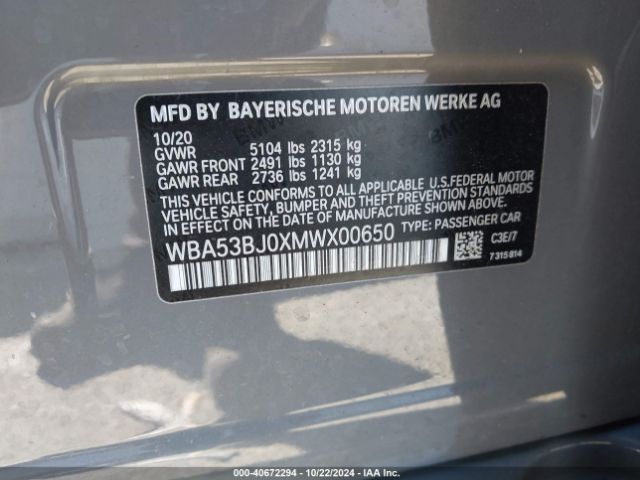 MFD BY BAYERISCHE MOTOREN WERKE AG
10/20
GVWR 5104 lbs 2315 kg
GAWR FRONT 2491 lbs 1130 kg
GAWR REAR 2736 lbs 1241 kg
THIS VEHICLE CONFORMS TO ALL APPLICABLE U.S.FEDERAL MOTOR
VEHICLE SAFETY, BUMPER AND THEFT PREVENTION STANDARDS
IN EFFECT ON THE DATE OF MANUFACTURE SHOWN ABOVE.
WBA53BJ0XMWX00650 TYPE: PASSENGER CAR
C3E/7
7 315 814
000-40672294 - 10/22/2024 - IAA Inc.